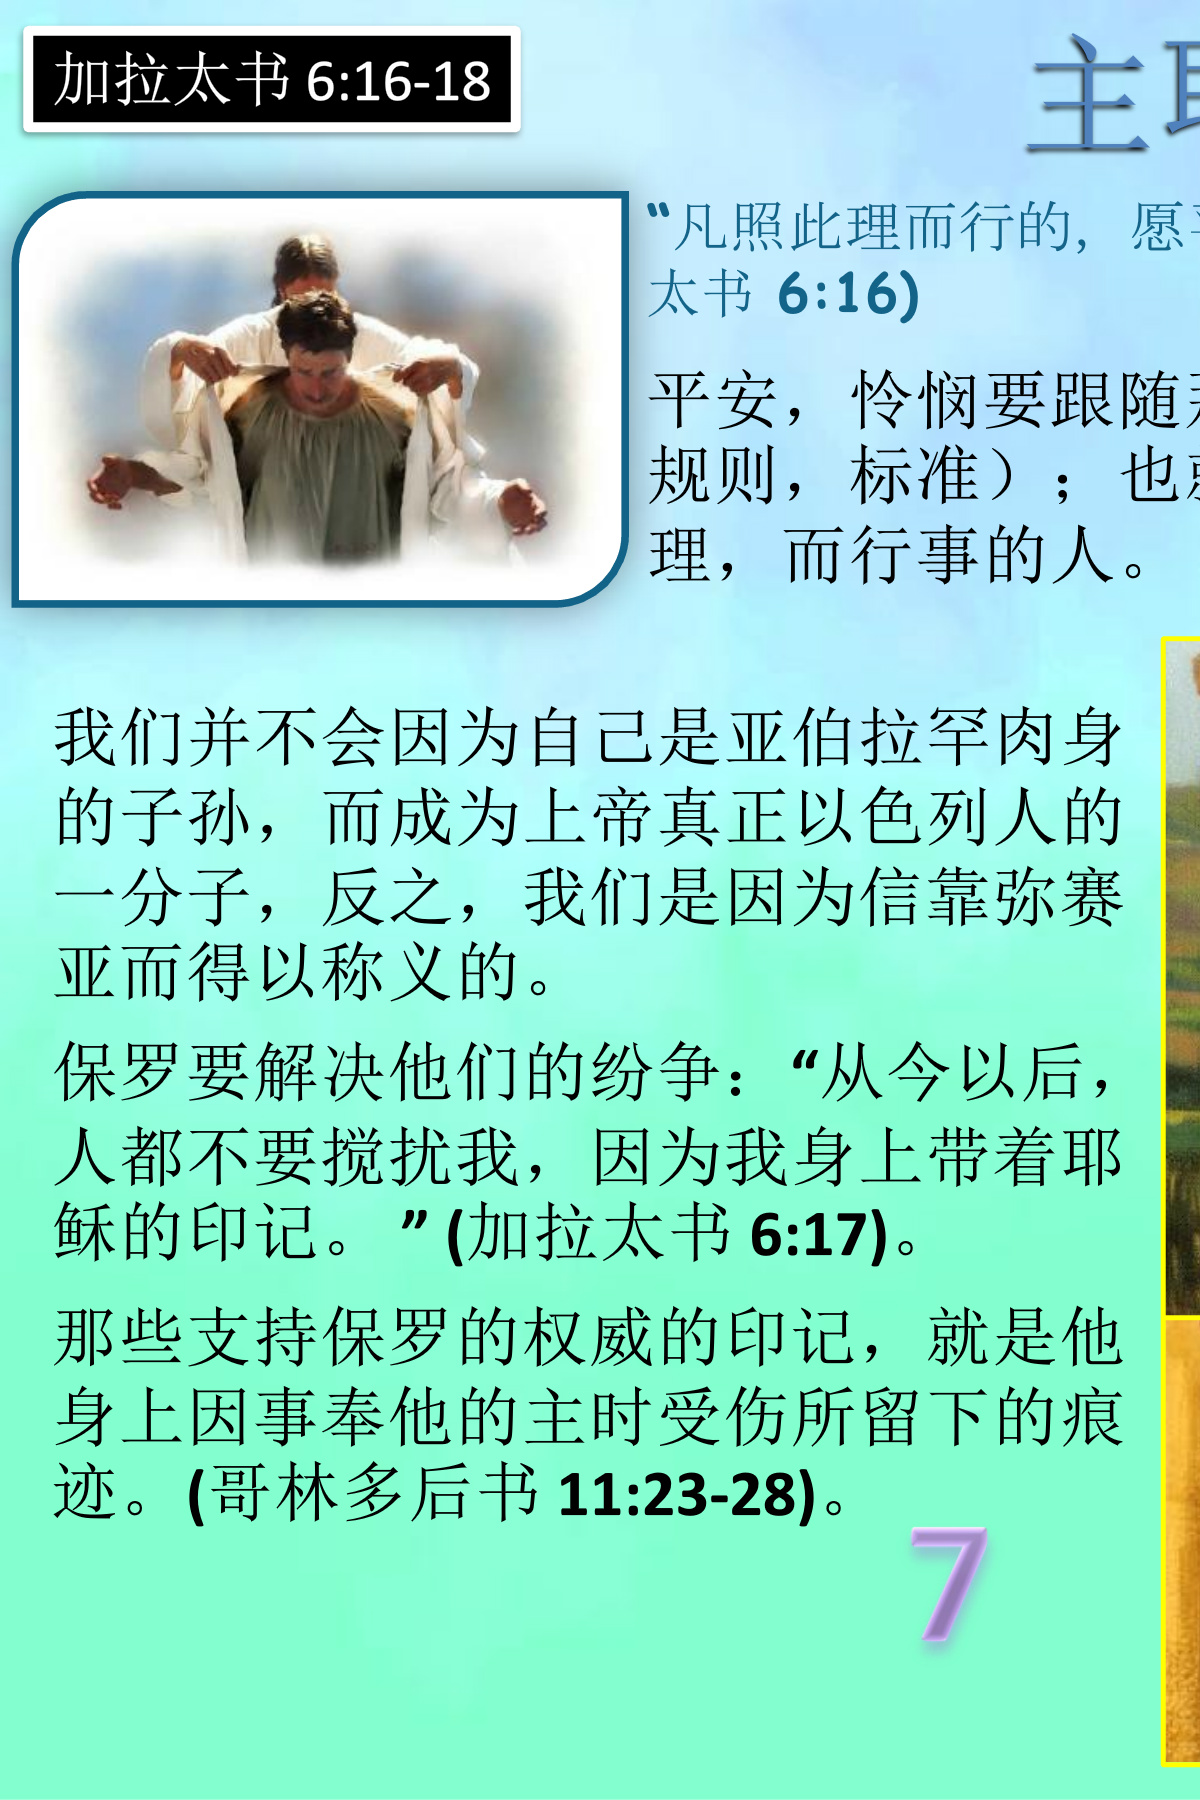 加拉太书 6:16-18
主
“凡照此理而行的, 愿
太书 6:16)
平安，怜悯要跟随
规则，标准）；也
理，而行事的人。
我们并不会因为自己是亚伯拉罕肉身
的子孙，而成为上帝真正以色列人的
一分子，反之，我们是因为信靠弥赛
亚而得以称义的。
保罗要解决他们的纷争：“从今以后，
人都不要搅扰我，因为我身上带着耶
稣的印记。 ” (加拉太书 6:17)。
那些支持保罗的权威的印记，就是他
身上因事奉他的主时受伤所留下的痕
迹。(哥林多后书 11:23-28)。
7